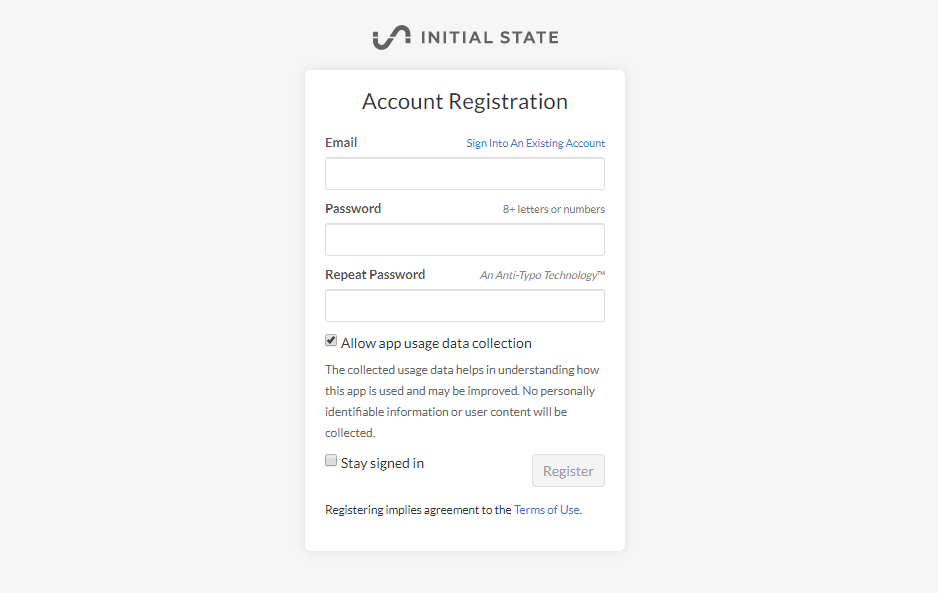 INITIAL STATE
Account Registration
Email Sign Into An Existing Account
Password 8+ letters or numbers
Repeat Password An Anti-Typo Technology™
Allow app usage data collection
The collected usage data helps in understanding how
this app is used and may be improved. No personally
identifiable information or user content will be
collected.
Stay signed in Register
Registering implies agreement to the Terms of Use.